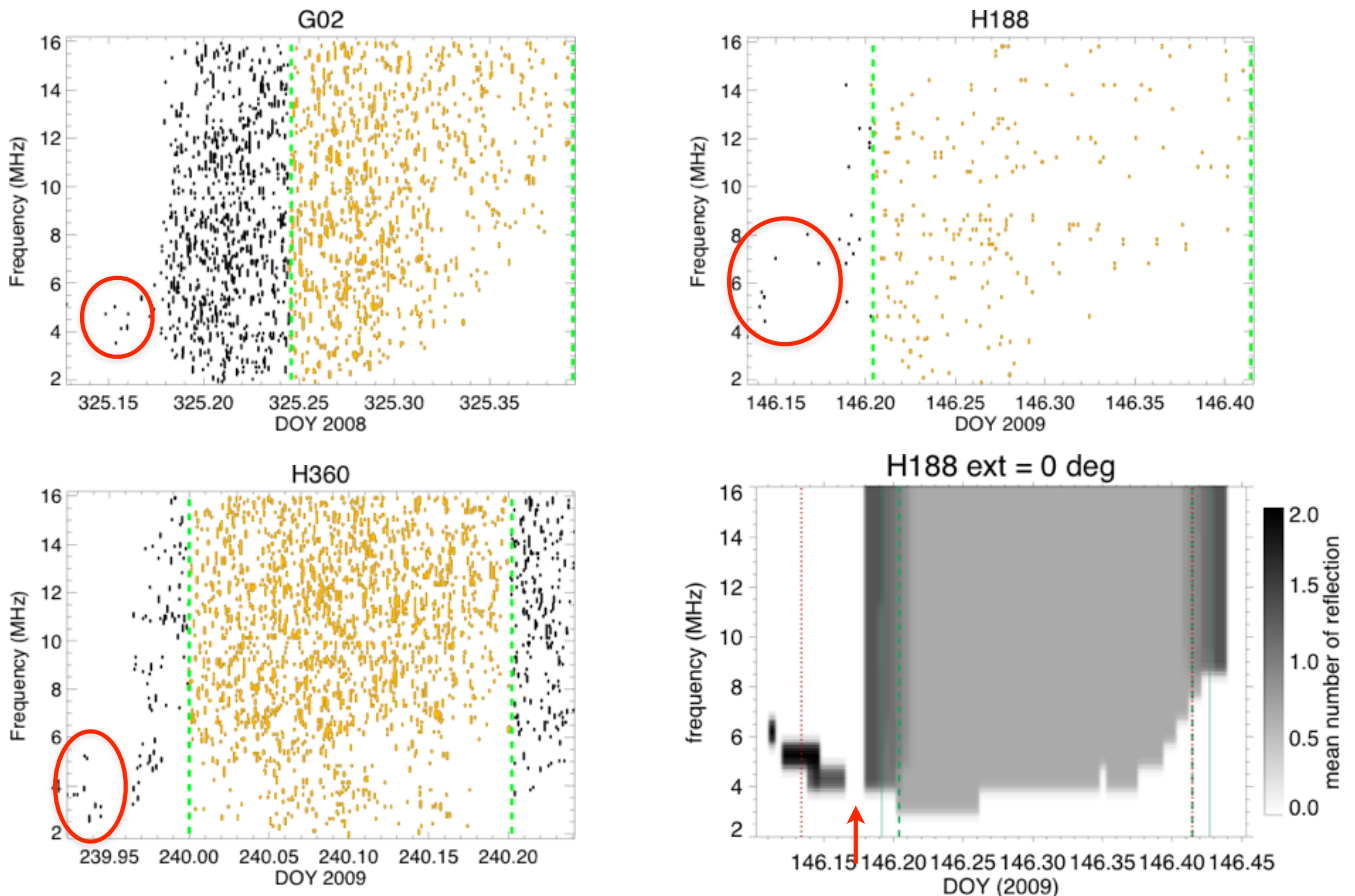 G02
16
14
12
10
8
6
4
2
Frequency (MHz)
325.15 325.20 325.25 325.30 325.35
DOY 2008
H188
16
14
12
10
8
6
4
2
Frequency (MHz)
146.15 146.20 146.25 146.30 146.35 146.40
DOY 2009
H360
16
14
12
10
8
6
4
2
Frequency (MHz)
239.95 240.00 240.05 240.10 240.15 240.20
DOY 2009
H188 ext = 0 deg
16
14
12
10
8
6
4
2
frequency (MHz)
146.15 146.20 146.25 146.30 146.35 146.40 146.45
DOY (2009)
2.0
1.5
1.0
0.5
0.0
mean number of reflection